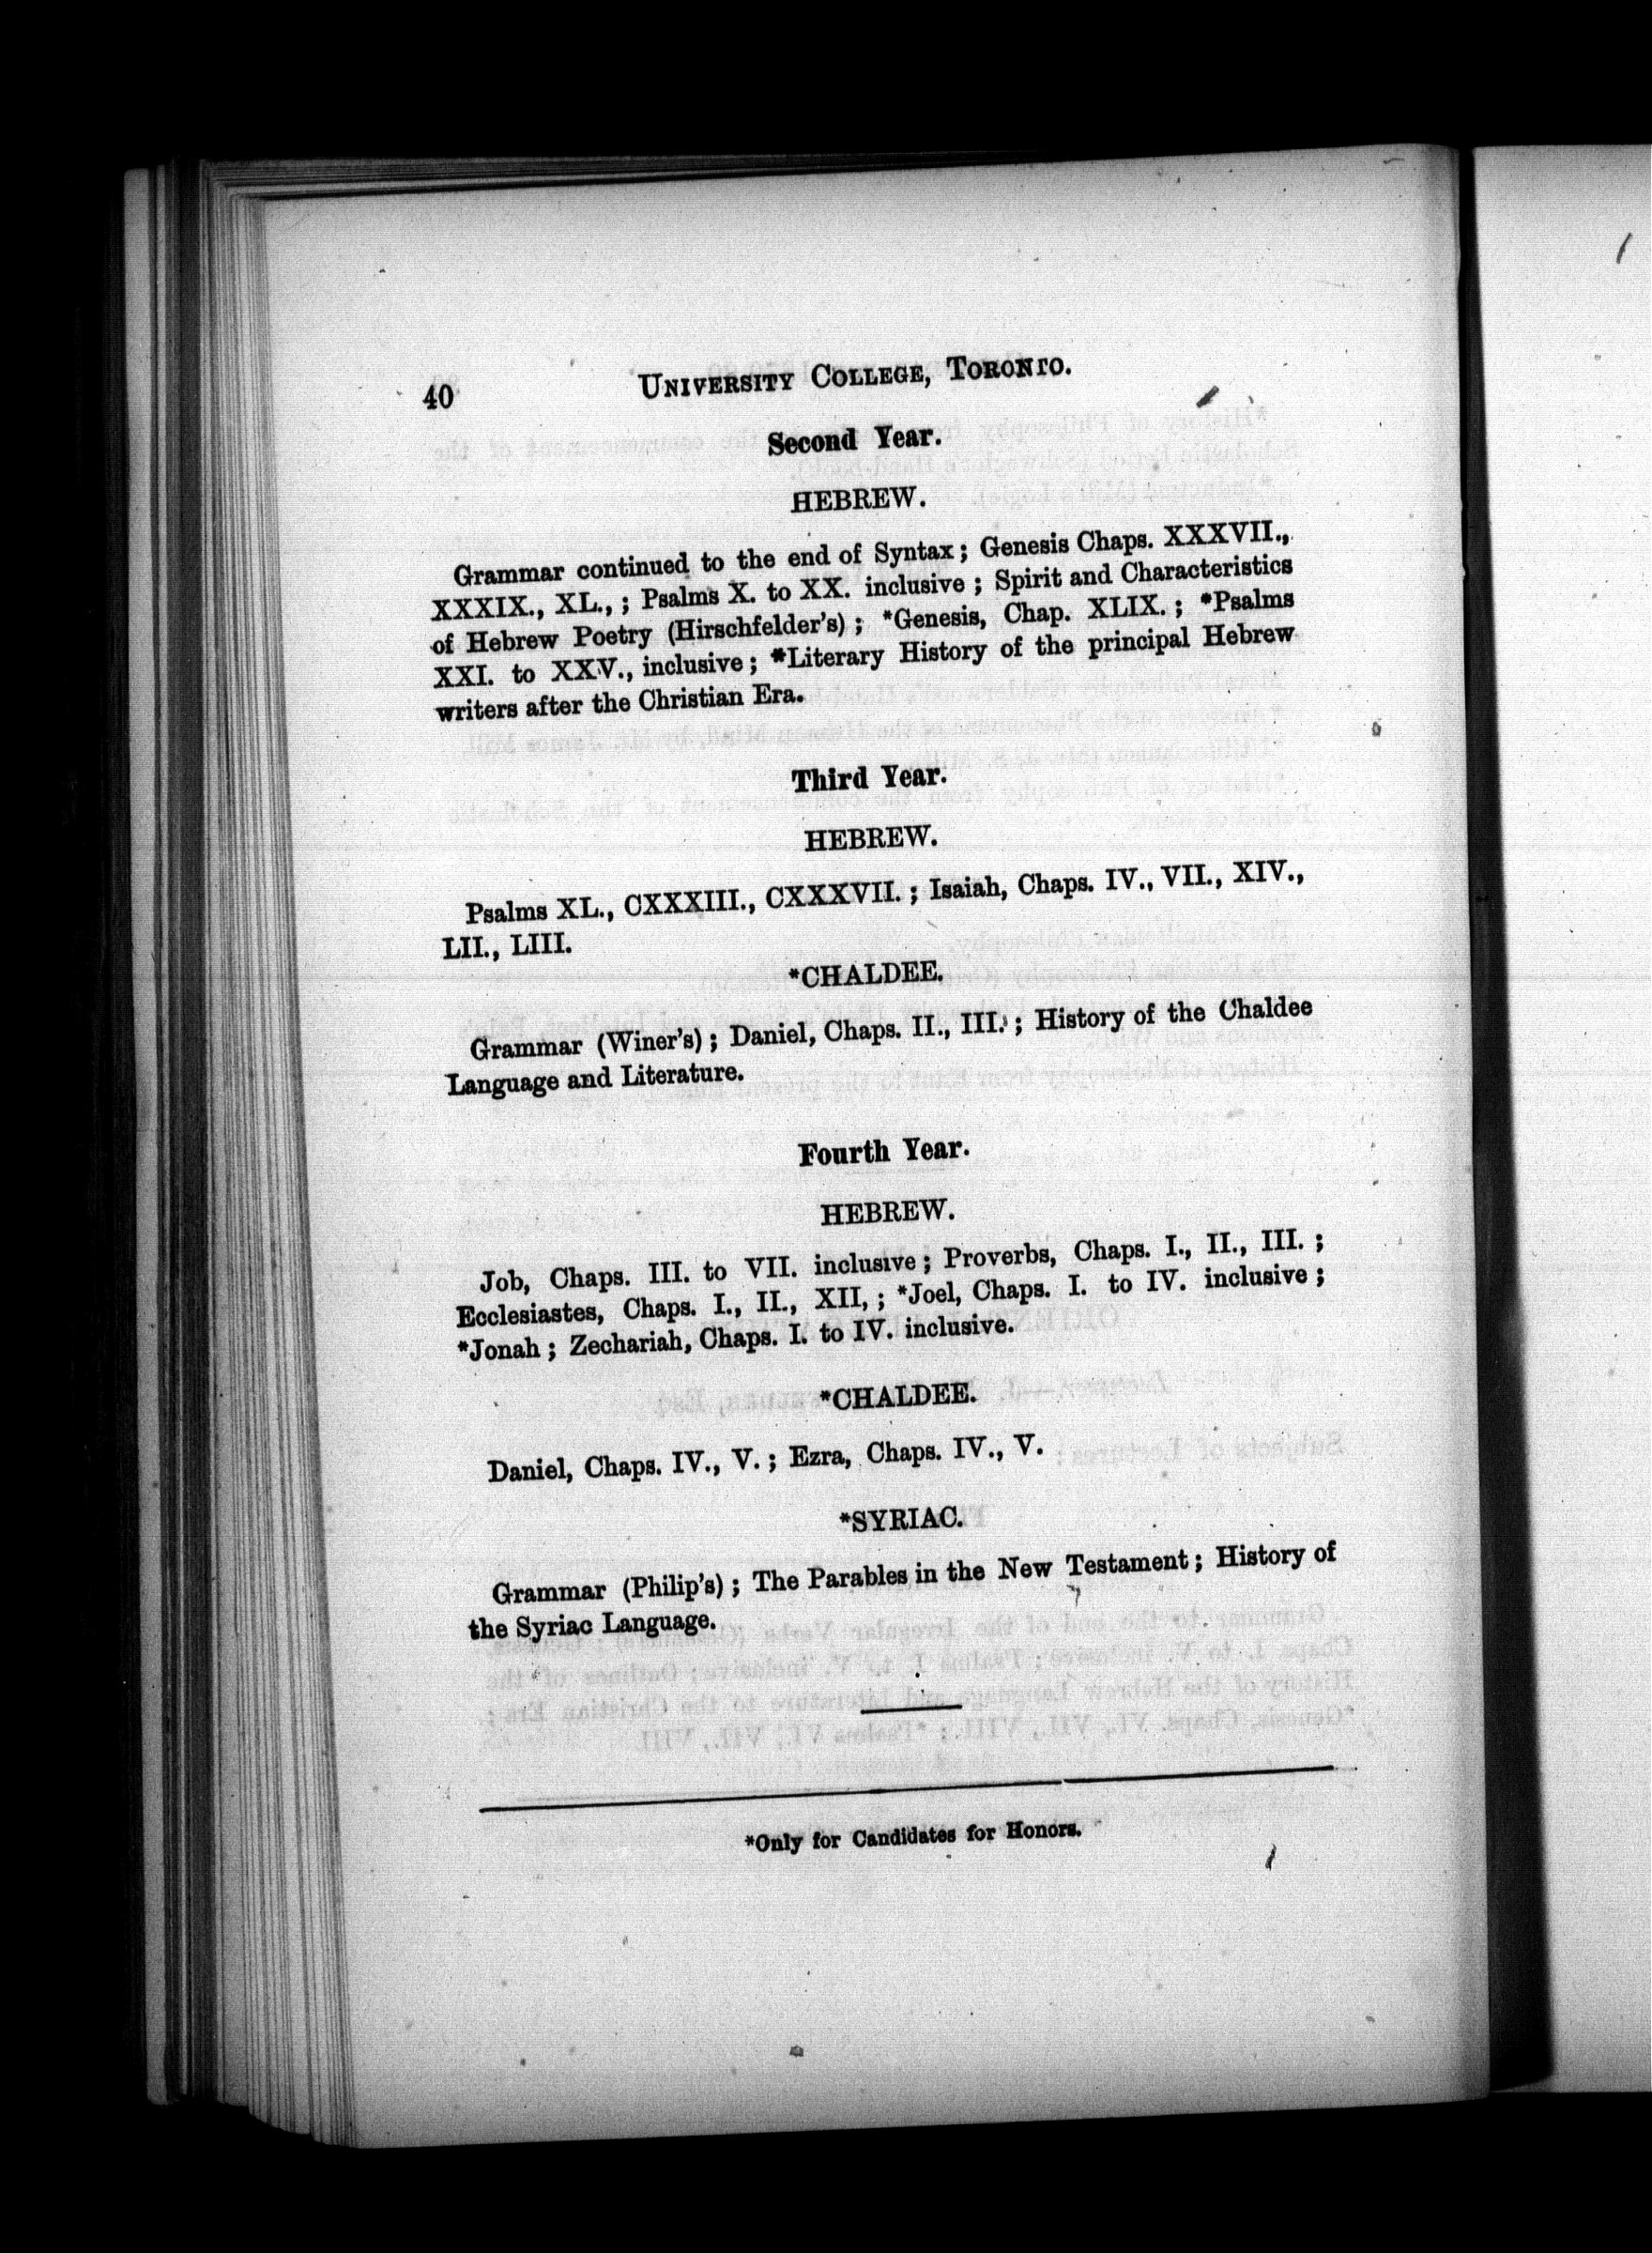 40
UNIVERSITY COLLEGE, TORONTO.
Second Year.
HEBREW.
Grammar continued to the end of Syntax; Genesis Chaps. XXXVII.,
XXXIX., XL., ; Psalms X. to XX. inclusive ; Spirit and Characteristics
of Hebrew Poetry (Hirschfelder's) ; *Genesis, Chap. XLIX. ; *Psalms
XXI. to XXV., inclusive ; *Literary History of the principal Hebrew
writers after the Christian Era.
Third Year.
HEBREW.
Psalms XL., CXXXIII., CXXXVII. ; Isaiah, Chaps. IV., VII., XIV.,
LII., LIII.
*CHALDEE.
Grammar (Winer's) ; Daniel, Chaps. II., III. ; History of the Chaldee
Language and Literature.
Fourth Year.
HEBREW.
Job, Chaps. III. to VII. inclusive ; Proverbs, Chaps. I., II., III. ;
Ecclesiastes, Chaps. I., II., XII, ; *Joel, Chaps. I. to IV. inclusive ;
*Jonah ; Zechariah, Chaps. I. to IV. inclusive.
*CHALDEE.
Daniel, Chaps. IV., V. ; Ezra, Chaps. IV., V.
*SYRIAC.
Grammar (Philip's) ; The Parables in the New Testament ; History of
the Syriac Language.
*Only for Candidates for Honors.